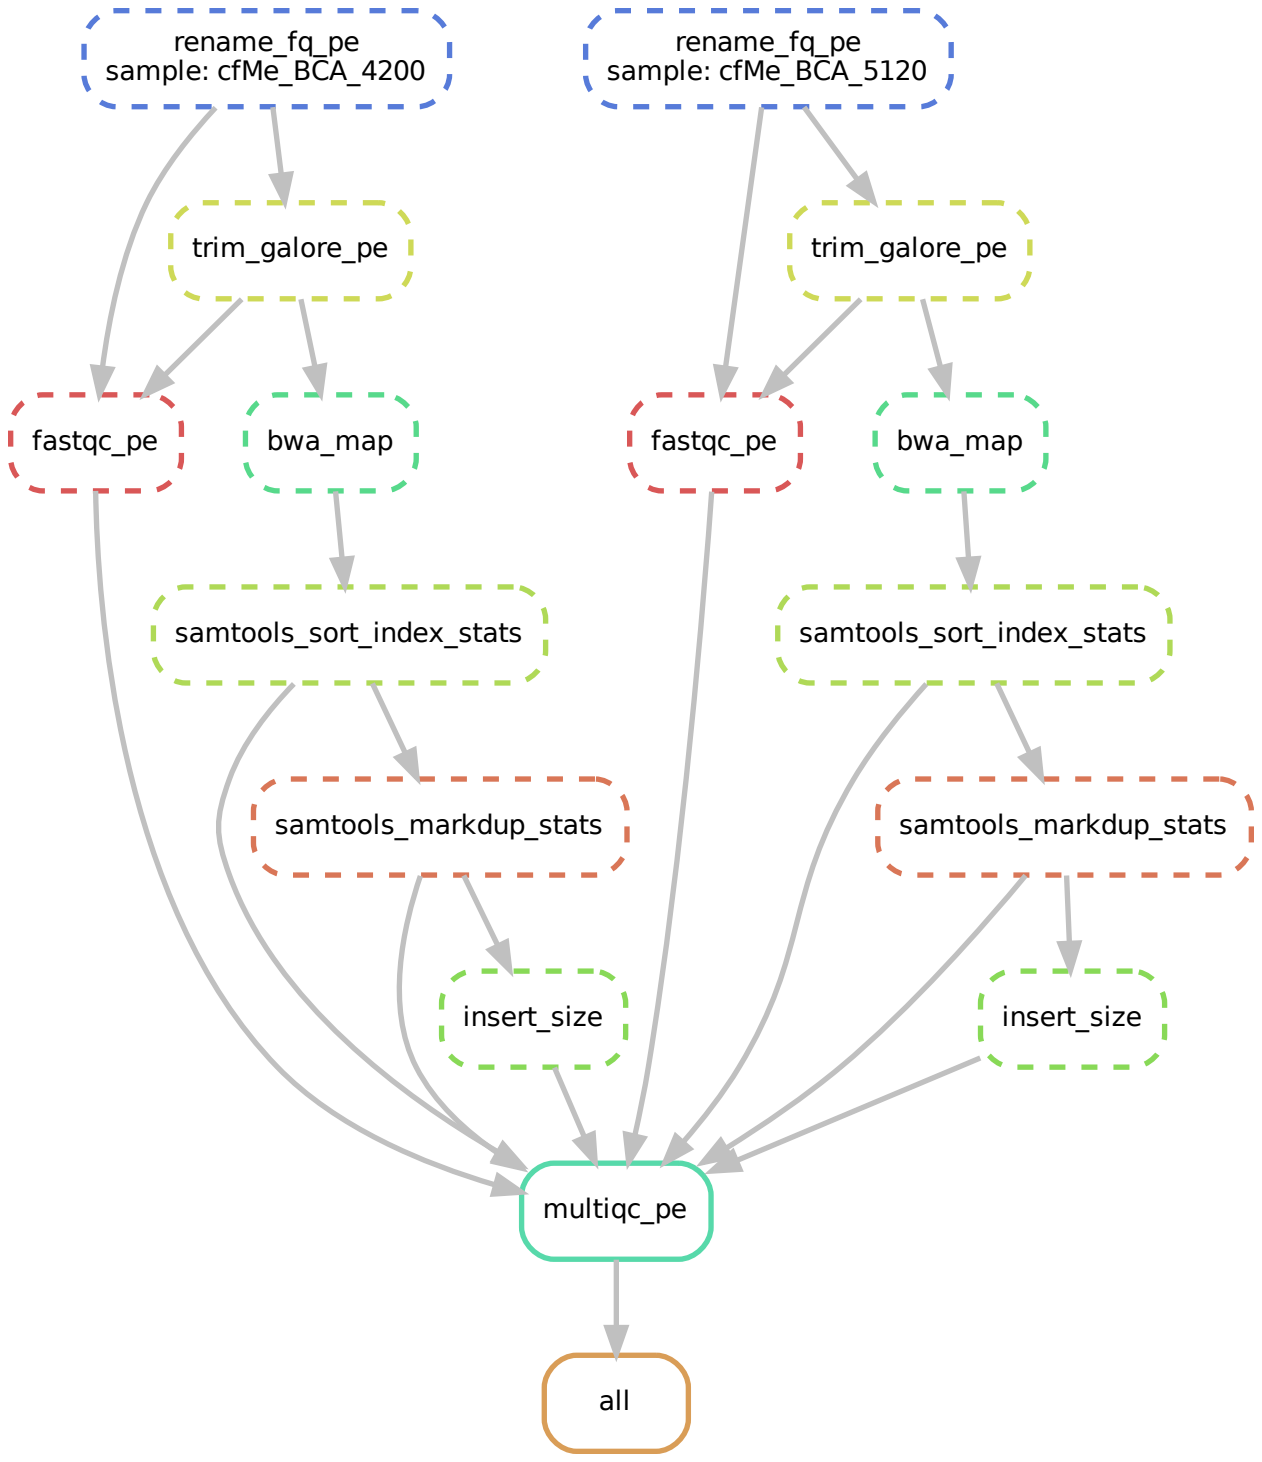 rename_fq_pe
sample: cfMe_BCA_4200
rename_fq_pe
sample: cfMe_BCA_5120
trim_galore_pe
trim_galore_pe
fastqc_pe
bwa_map
fastqc_pe
bwa_map
samtools_sort_index_stats
samtools_sort_index_stats
samtools_markdup_stats
samtools_markdup_stats
insert_size
insert_size
multiqc_pe
all